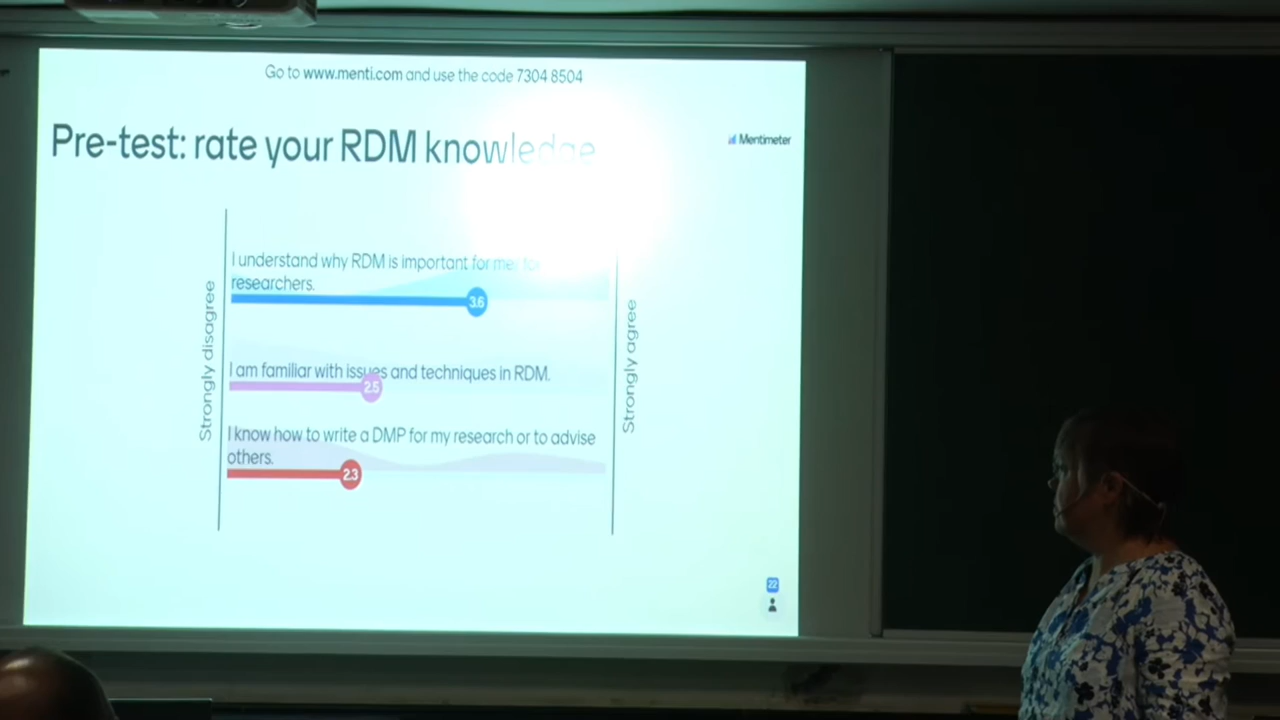 Go to www.menti.com and use the code 7304 8504
Pre-test: rate your RDM knowledge
Mentimeter
I understand why RDM is important for me
researchers.
3.6
Strongly disagree
Strongly agree
I am familiar with issues and techniques in RDM.
2.5
I know how to write a DMP for my research or to advise
others.
2.3
22